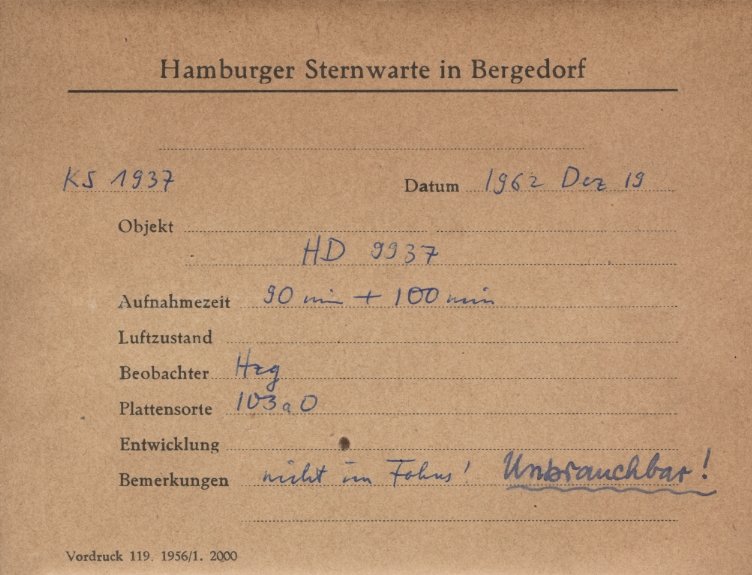 Hamburger Sternwarte in Bergedorf
KS 1937 Datum 1962 Dez 19
Objekt
HD 9937
Aufnahmezeit 90 min + 100 min
Luftzustand
Beobachter Hzg
Plattensorte 103a O
Entwicklung
Bemerkungen nicht im Fokus! Unbrauchbar!
Vordruck 119. 1956/1. 2000